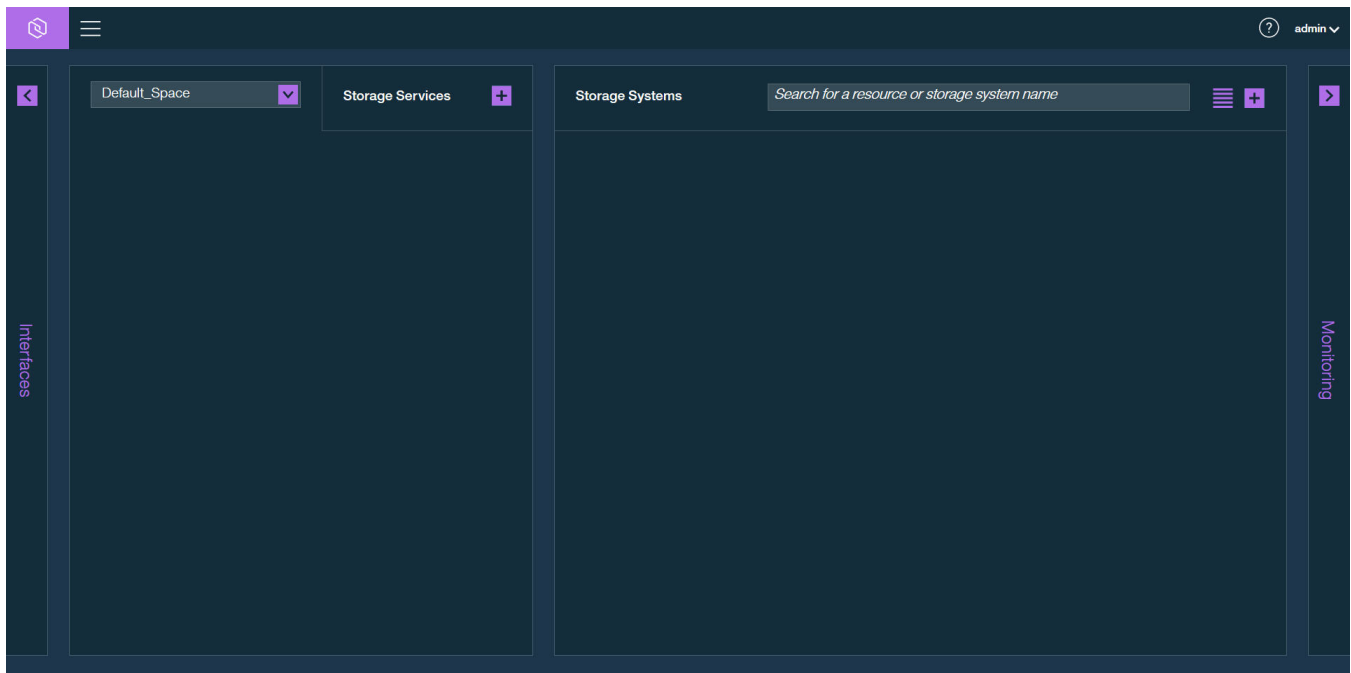 admin
Default_Space
Storage Services
Storage Systems
Search for a resource or storage system name
Interfaces
Monitoring